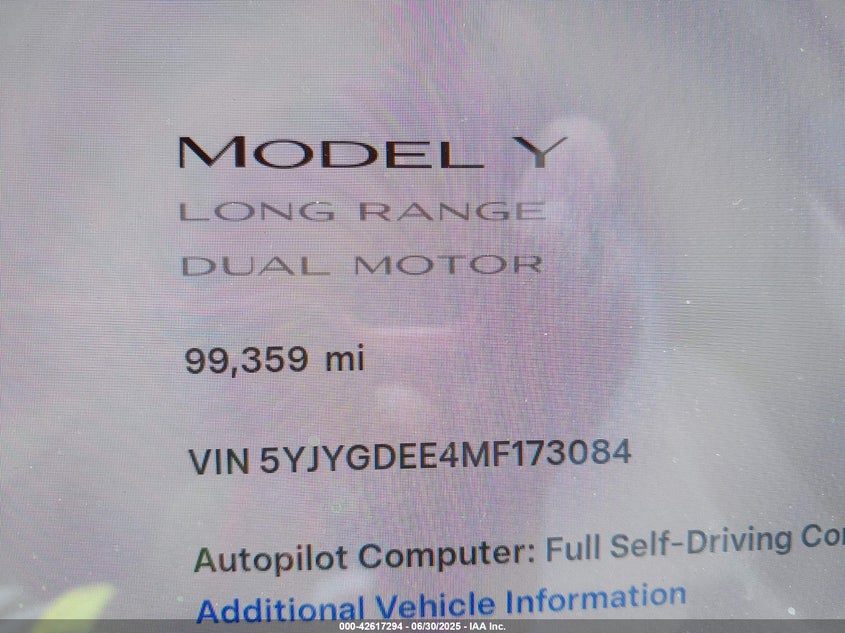 MODEL Y
LONG RANGE
DUAL MOTOR
99,359 mi
VIN 5YJYGDEE4MF173084
Autopilot Computer: Full Self-Driving
Additional Vehicle Information
000-42617294 - 06/30/2025 - IAA Inc.